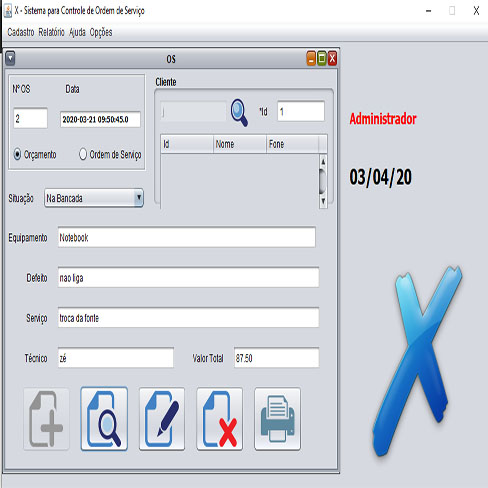 X - Sistema para Controle de Ordem de Serviço
Cadastro Relatório Ajuda Opções
OS
Nº OS Data
2 2020-03-21 09:50:45.0
Orçamento Ordem de Serviço
Cliente
*Id 1
Id Nome Fone
Situação Na Bancada
Equipamento Notebook
Defeito nao liga
Serviço troca da fonte
Técnico zé Valor Total 87.50
Administrador
03/04/20